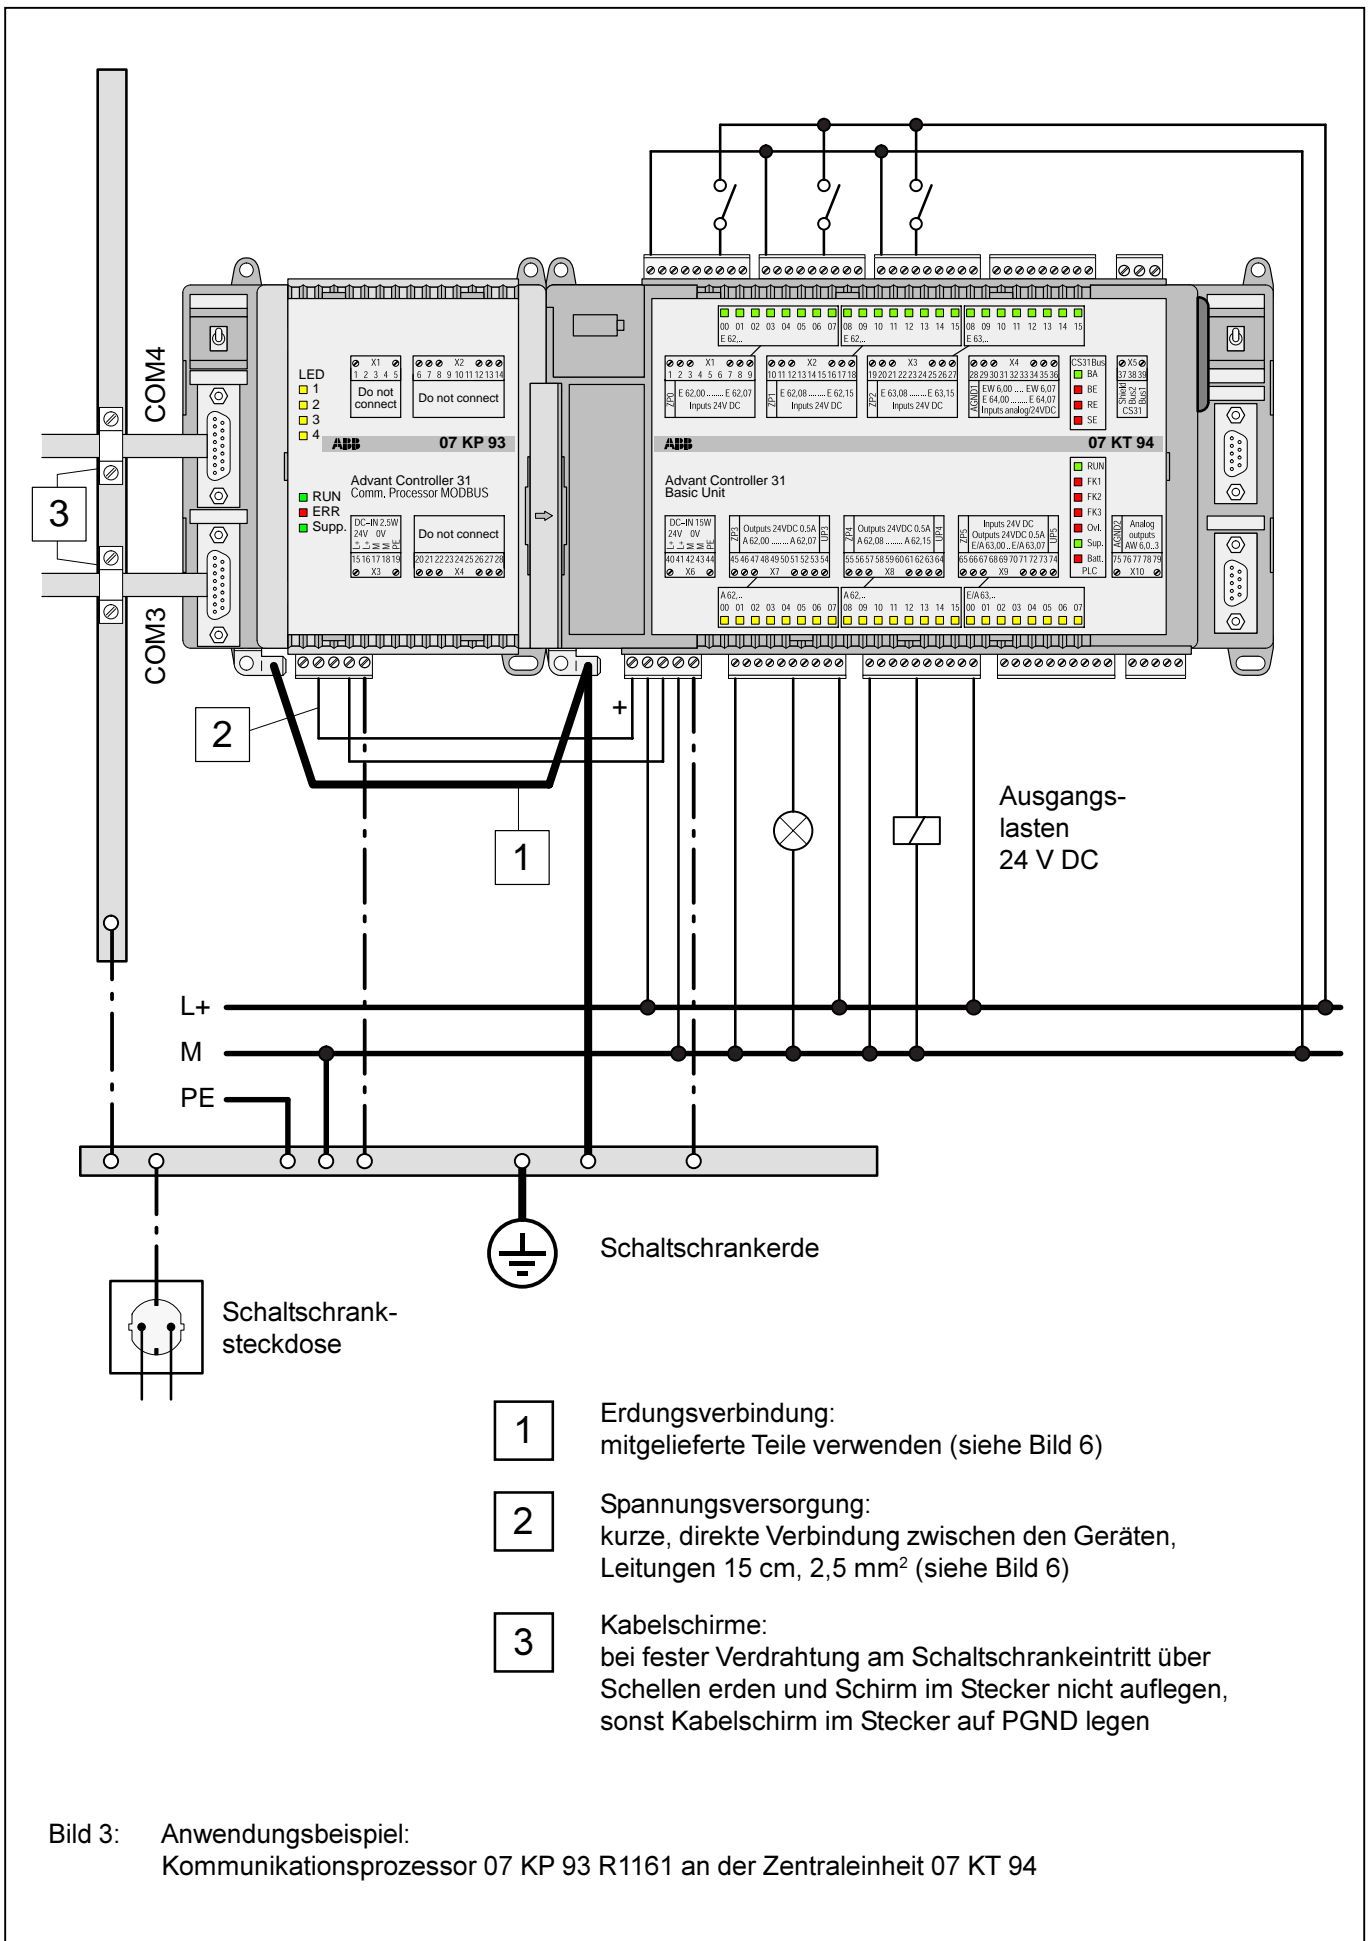 COM4
COM3
LED
1
2
3
4
RUN
ERR
Supp.
X1
1 2 3 4 5
Do not
connect
X2
6 7 8 9 10 11 12 13 14
Do not connect
ABB
07 KP 93
Advant Controller 31
Comm. Processor MODBUS
DC–IN 2.5W
24V 0V
L+ L+ M M PE
15 16 17 18 19
X3
Do not connect
20 21 22 23 24 25 26 27 28
X4
00 01 02 03 04 05 06 07
E 62,..
08 09 10 11 12 13 14 15
E 62,..
08 09 10 11 12 13 14 15
E 63,..
X1
1 2 3 4 5 6 7 8 9
ZP0
E 62,00 ........ E 62,07
Inputs 24V DC
X2
10 11 12 13 14 15 16 17 18
ZP1
E 62,08 ........ E 62,15
Inputs 24V DC
X3
19 20 21 22 23 24 25 26 27
ZP2
E 63,08 ....... E 63,15
Inputs 24V DC
X4
28 29 30 31 32 33 34 35 36
AGND1
EW 6,00 .... EW 6,07
E 64,00 ....... E 64,07
Inputs analog/24VDC
CS31Bus
BA
BE
RE
SE
X5
37 38 39
Shield
Bus2
Bus1
CS31
ABB
07 KT 94
Advant Controller 31
Basic Unit
DC–IN 15W
24V 0V
L+ L+ M M PE
40 41 42 43 44
X6
ZP3
Outputs 24VDC 0.5A
A 62,00 ........ A 62,07
UP3
45 46 47 48 49 50 51 52 53 54
X7
ZP4
Outputs 24VDC 0.5A
A 62,08 ........ A 62,15
UP4
55 56 57 58 59 60 61 62 63 64
X8
ZP5
Inputs 24V DC
Outputs 24VDC 0.5A
E/A 63,00 .. E/A 63,07
UP5
65 66 67 68 69 70 71 72 73 74
X9
RUN
FK1
FK2
FK3
Ovl.
Sup.
Batt.
PLC
AGND2
Analog
outputs
AW 6,0..3
75 76 77 78 79
X10
A 62,..
00 01 02 03 04 05 06 07
A 62,..
08 09 10 11 12 13 14 15
E/A 63,..
00 01 02 03 04 05 06 07
3
2
1
+
Ausgangs-
lasten
24 V DC
L+
M
PE
Schaltschrankerde
Schaltschrank-
steckdose
1
Erdungsverbindung:
mitgelieferte Teile verwenden (siehe Bild 6)
2
Spannungsversorgung:
kurze, direkte Verbindung zwischen den Geräten,
Leitungen 15 cm, 2,5 mm² (siehe Bild 6)
3
Kabelschirme:
bei fester Verdrahtung am Schaltschrankeintritt über
Schellen erden und Schirm im Stecker nicht auflegen,
sonst Kabelschirm im Stecker auf PGND legen
Bild 3: Anwendungsbeispiel:
Kommunikationsprozessor 07 KP 93 R1161 an der Zentraleinheit 07 KT 94